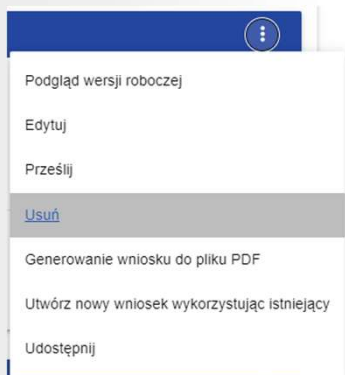 Podgląd wersji roboczej
Edytuj
Prześlij
Usuń
Generowanie wniosku do pliku PDF
Utwórz nowy wniosek wykorzystując istniejący
Udostępnij